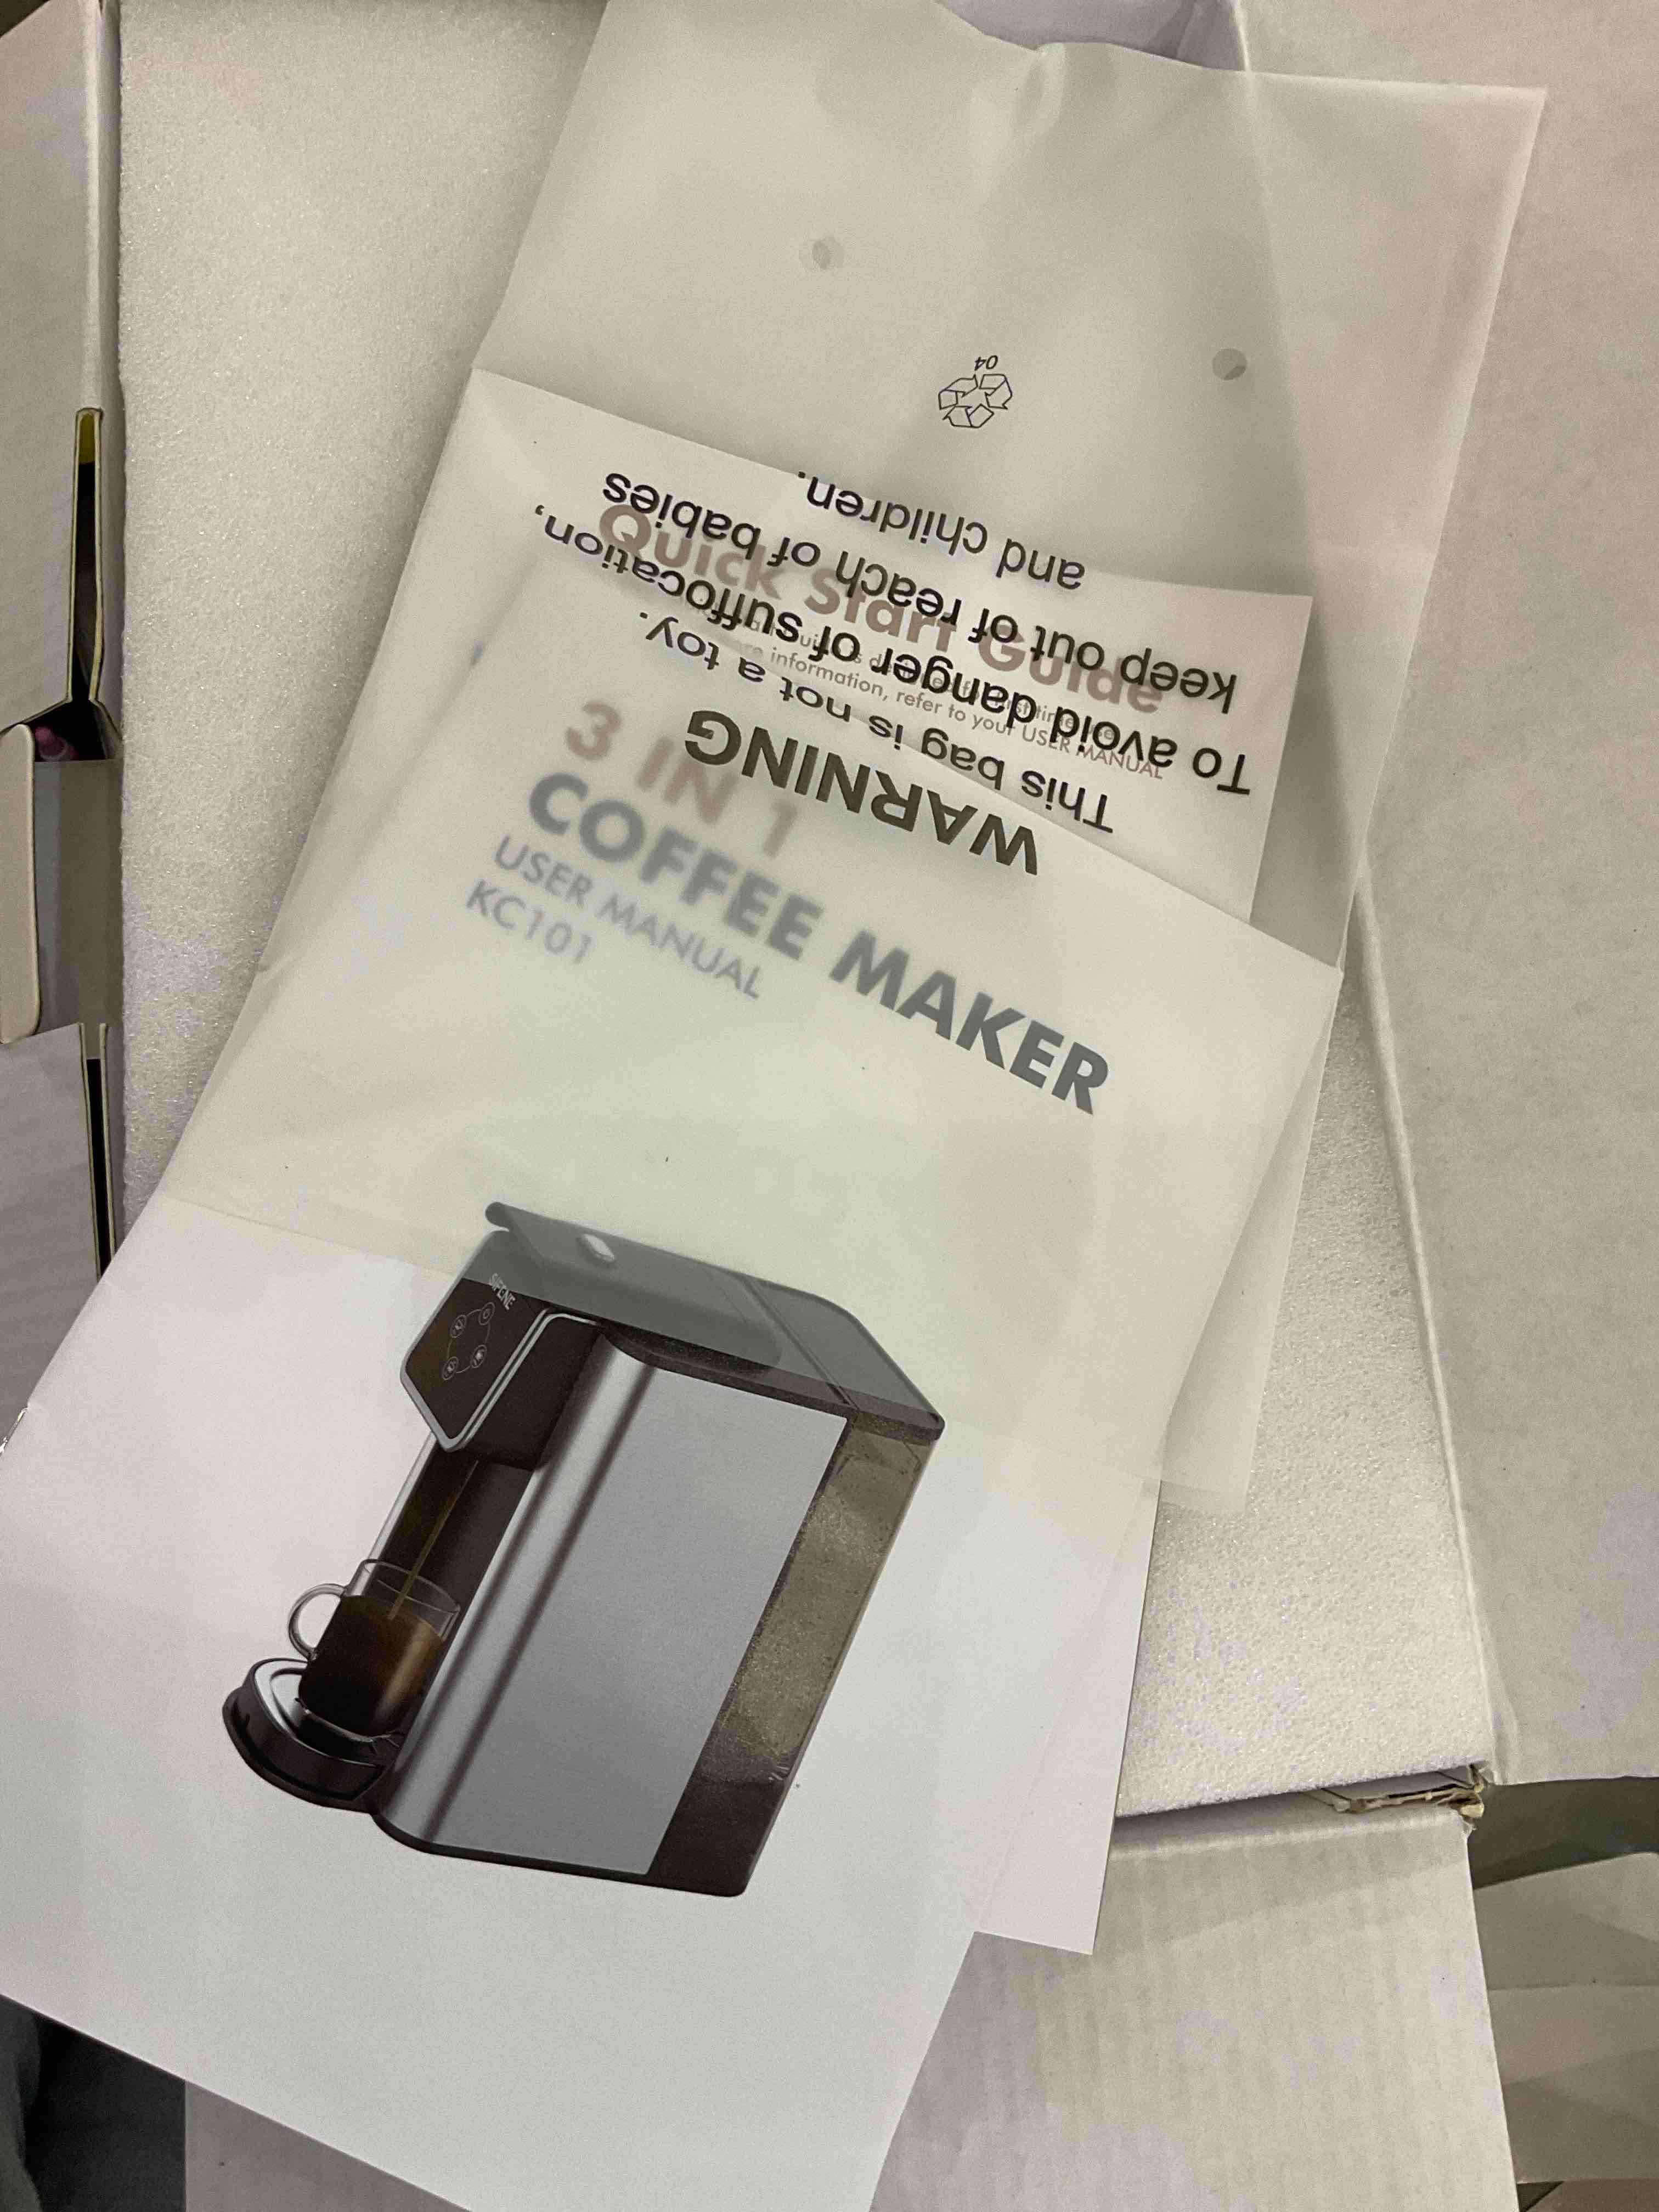 04
WARNING
This bag is not a toy.
To avoid danger of suffocation,
keep out of reach of babies
and children.
Quick Start Guide
information, refer to your USER MANUAL
3 IN 1
COFFEE MAKER
USER MANUAL
KC101
SIFENE